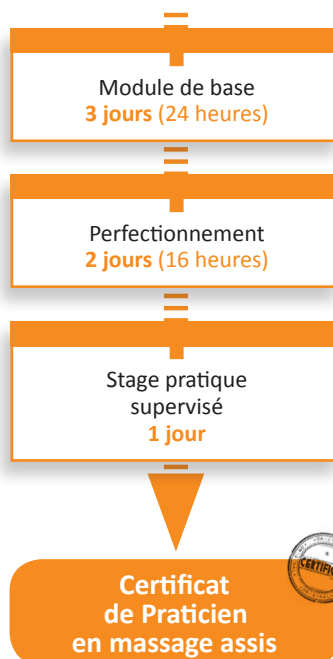 Module de base
3 jours (24 heures)
Perfectionnement
2 jours (16 heures)
Stage pratique
supervisé
1 jour
CERTIFI
Certificat
de Praticien
en massage assis